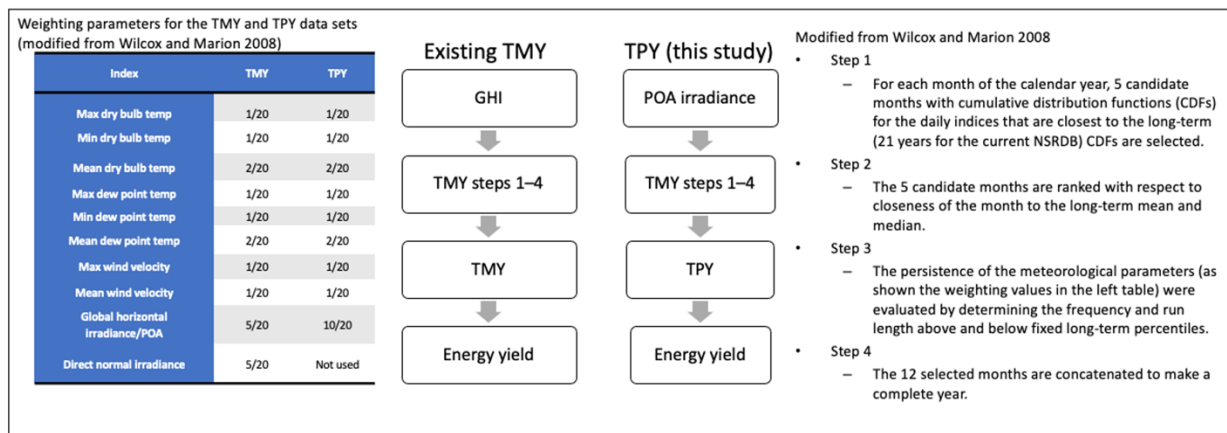 Weighting parameters for the TMY and TPY data sets
(modified from Wilcox and Marion 2008)
Index TMY TPY
Max dry bulb temp 1/20 1/20
Min dry bulb temp 1/20 1/20
Mean dry bulb temp 2/20 2/20
Max dew point temp 1/20 1/20
Min dew point temp 1/20 1/20
Mean dew point temp 2/20 2/20
Max wind velocity 1/20 1/20
Mean wind velocity 1/20 1/20
Global horizontal
irradiance/POA 5/20 10/20
Direct normal irradiance 5/20 Not used
Existing TMY
GHI
TMY steps 1–4
TMY
Energy yield
TPY (this study)
POA irradiance
TMY steps 1–4
TPY
Energy yield
Modified from Wilcox and Marion 2008
• Step 1
– For each month of the calendar year, 5 candidate
months with cumulative distribution functions (CDFs)
for the daily indices that are closest to the long-term
(21 years for the current NSRDB) CDFs are selected.
• Step 2
– The 5 candidate months are ranked with respect to
closeness of the month to the long-term mean and
median.
• Step 3
– The persistence of the meteorological parameters (as
shown the weighting values in the left table) were
evaluated by determining the frequency and run
length above and below fixed long-term percentiles.
• Step 4
– The 12 selected months are concatenated to make a
complete year.